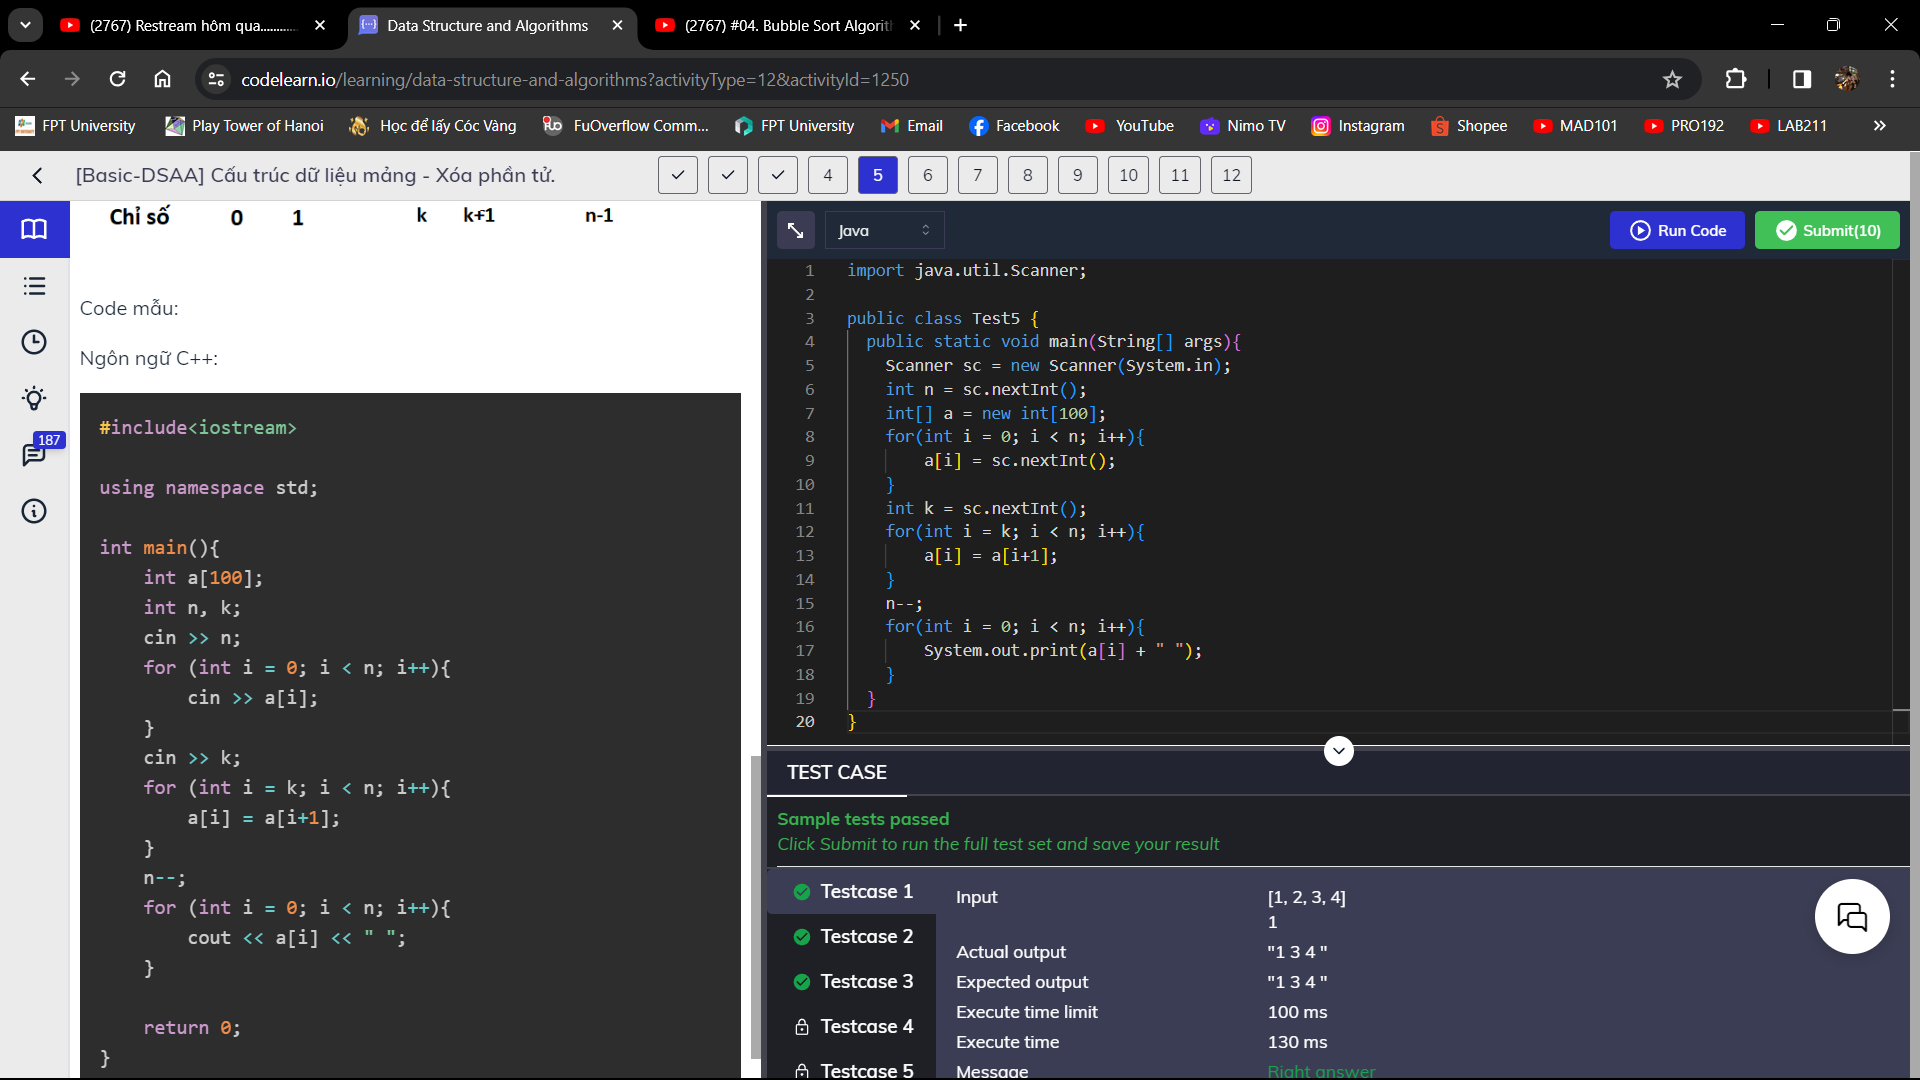 (2767) Restream hôm qua...........
Data Structure and Algorithms
(2767) #04. Bubble Sort Algorit
codelearn.io/learning/data-structure-and-algorithms?activityType=12&activityId=1250
FPT University
Play Tower of Hanoi
Học để lấy Cóc Vàng
FuOverflow Comm...
FPT University
Email
Facebook
YouTube
Nimo TV
Instagram
Shopee
MAD101
PRO192
LAB211
[Basic-DSAA] Cấu trúc dữ liệu mảng - Xóa phần tử.
4 5 6 7 8 9 10 11 12
Chỉ số 0 1 k k+1 n-1
187
Code mẫu:
Ngôn ngữ C++:
#include<iostream>
using namespace std;
int main(){
int a[100];
int n, k;
cin >> n;
for (int i = 0; i < n; i++){
cin >> a[i];
}
cin >> k;
for (int i = k; i < n; i++){
a[i] = a[i+1];
}
n--;
for (int i = 0; i < n; i++){
cout << a[i] << " ";
}
return 0;
}
Java
Run Code
Submit(10)
1 import java.util.Scanner;
2
3 public class Test5 {
4 public static void main(String[] args){
5 Scanner sc = new Scanner(System.in);
6 int n = sc.nextInt();
7 int[] a = new int[100];
8 for(int i = 0; i < n; i++){
9 a[i] = sc.nextInt();
10 }
11 int k = sc.nextInt();
12 for(int i = k; i < n; i++){
13 a[i] = a[i+1];
14 }
15 n--;
16 for(int i = 0; i < n; i++){
17 System.out.print(a[i] + " ");
18 }
19 }
20 }
TEST CASE
Sample tests passed
Click Submit to run the full test set and save your result
Testcase 1
Testcase 2
Testcase 3
Testcase 4
Testcase 5
Input [1, 2, 3, 4]
1
Actual output "1 3 4 "
Expected output "1 3 4 "
Execute time limit 100 ms
Execute time 130 ms
Message Right answer